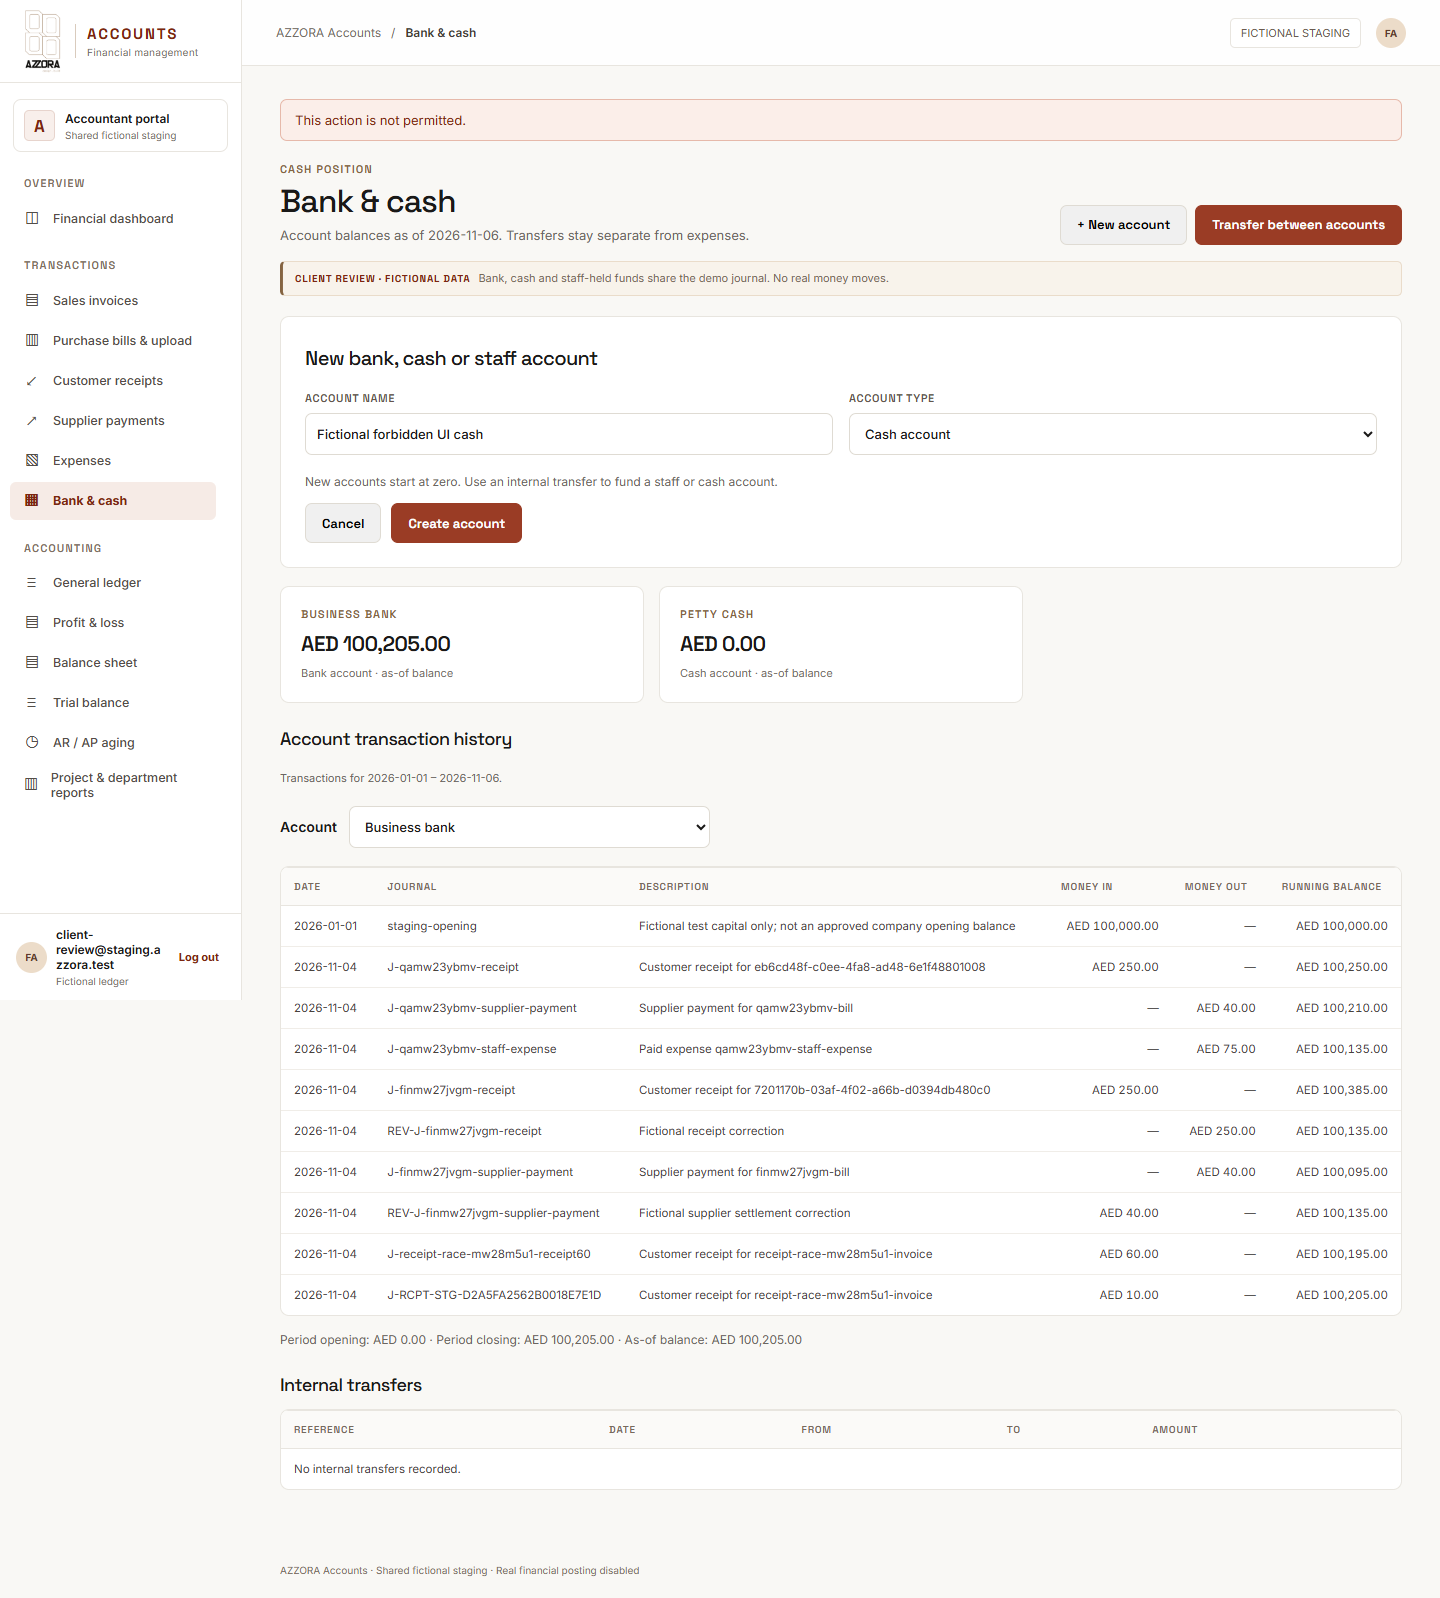 AZZORA
ACCOUNTS
Financial management
A
Accountant portal
Shared fictional staging
OVERVIEW
Financial dashboard
TRANSACTIONS
Sales invoices
Purchase bills & upload
Customer receipts
Supplier payments
Expenses
Bank & cash
ACCOUNTING
General ledger
Profit & loss
Balance sheet
Trial balance
AR / AP aging
Project & department
reports
FA
client-
review@staging.a
zzora.test
Fictional ledger
Log out
AZZORA Accounts / Bank & cash
FICTIONAL STAGING
FA
This action is not permitted.
CASH POSITION
Bank & cash
Account balances as of 2026-11-06. Transfers stay separate from expenses.
+ New account
Transfer between accounts
CLIENT REVIEW · FICTIONAL DATA Bank, cash and staff-held funds share the demo journal. No real money moves.
New bank, cash or staff account
ACCOUNT NAME
ACCOUNT TYPE
Fictional forbidden UI cash
Cash account
New accounts start at zero. Use an internal transfer to fund a staff or cash account.
Cancel
Create account
BUSINESS BANK
AED 100,205.00
Bank account · as-of balance
PETTY CASH
AED 0.00
Cash account · as-of balance
Account transaction history
Transactions for 2026-01-01 – 2026-11-06.
Account
Business bank
DATE JOURNAL DESCRIPTION MONEY IN MONEY OUT RUNNING BALANCE
2026-01-01 staging-opening Fictional test capital only; not an approved company opening balance AED 100,000.00 — AED 100,000.00
2026-11-04 J-qamw23ybmv-receipt Customer receipt for eb6cd48f-c0ee-4fa8-ad48-6e1f48801008 AED 250.00 — AED 100,250.00
2026-11-04 J-qamw23ybmv-supplier-payment Supplier payment for qamw23ybmv-bill — AED 40.00 AED 100,210.00
2026-11-04 J-qamw23ybmv-staff-expense Paid expense qamw23ybmv-staff-expense — AED 75.00 AED 100,135.00
2026-11-04 J-finmw27jvgm-receipt Customer receipt for 7201170b-03af-4f02-a66b-d0394db480c0 AED 250.00 — AED 100,385.00
2026-11-04 REV-J-finmw27jvgm-receipt Fictional receipt correction — AED 250.00 AED 100,135.00
2026-11-04 J-finmw27jvgm-supplier-payment Supplier payment for finmw27jvgm-bill — AED 40.00 AED 100,095.00
2026-11-04 REV-J-finmw27jvgm-supplier-payment Fictional supplier settlement correction AED 40.00 — AED 100,135.00
2026-11-04 J-receipt-race-mw28m5u1-receipt60 Customer receipt for receipt-race-mw28m5u1-invoice AED 60.00 — AED 100,195.00
2026-11-04 J-RCPT-STG-D2A5FA2562B0018E7E1D Customer receipt for receipt-race-mw28m5u1-invoice AED 10.00 — AED 100,205.00
Period opening: AED 0.00 · Period closing: AED 100,205.00 · As-of balance: AED 100,205.00
Internal transfers
REFERENCE DATE FROM TO AMOUNT
No internal transfers recorded.
AZZORA Accounts · Shared fictional staging · Real financial posting disabled